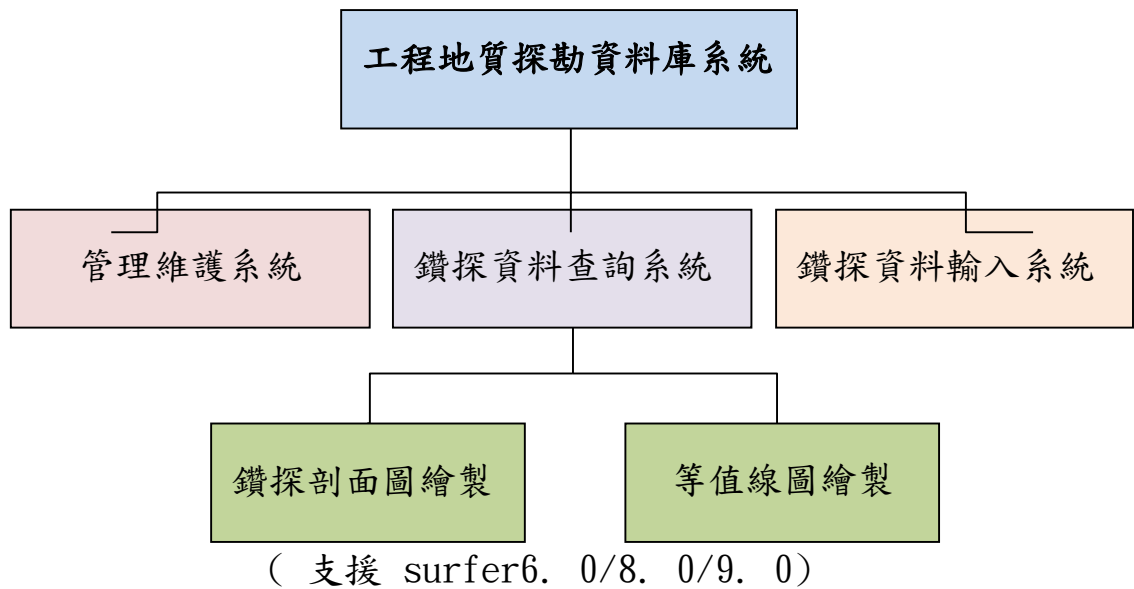 工程地質探勘資料庫系統
管理維護系統
鑽探資料查詢系統
鑽探資料輸入系統
鑽探剖面圖繪製
等值線圖繪製
( 支援 surfer6. 0/8. 0/9. 0)